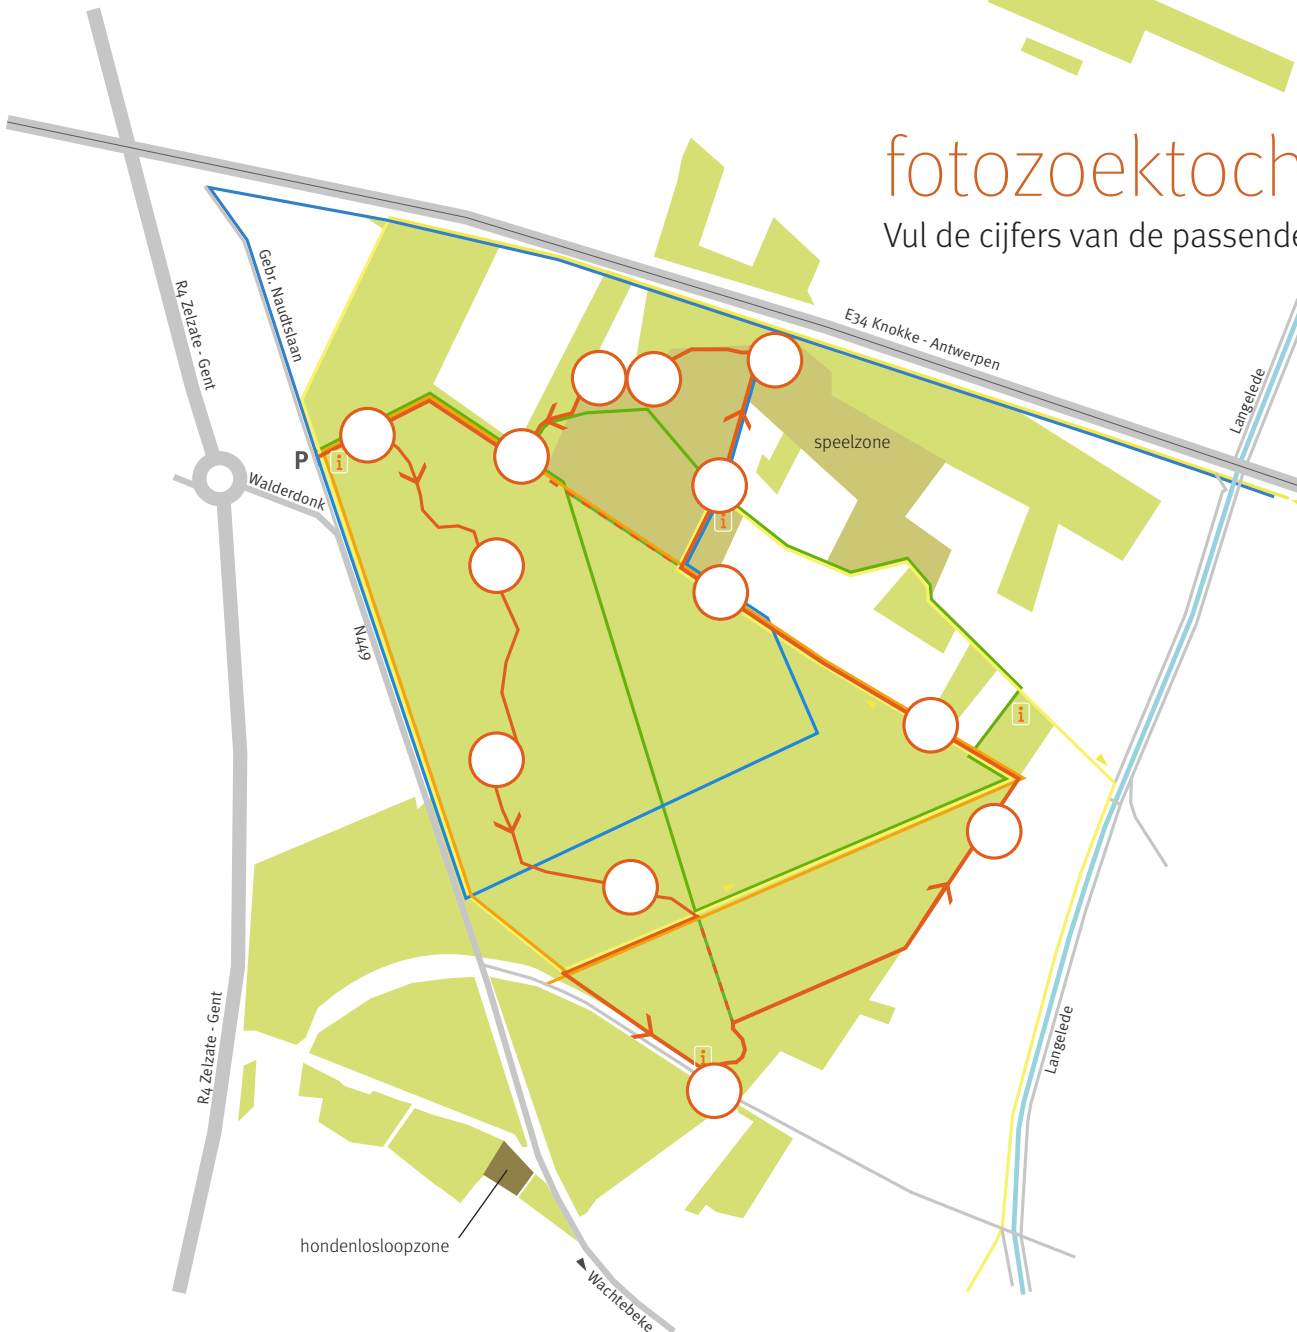 fotozoektoch
Vul de cijfers van de passende
Gebr. Naudtslaan
R4 Zelzate - Gent
E34 Knokke - Antwerpen
Langelede
speelzone
P
i
Walderdonk
i
N449
i
R4 Zelzate - Gent
Langelede
i
hondenlosloopzone
Wachtebeke